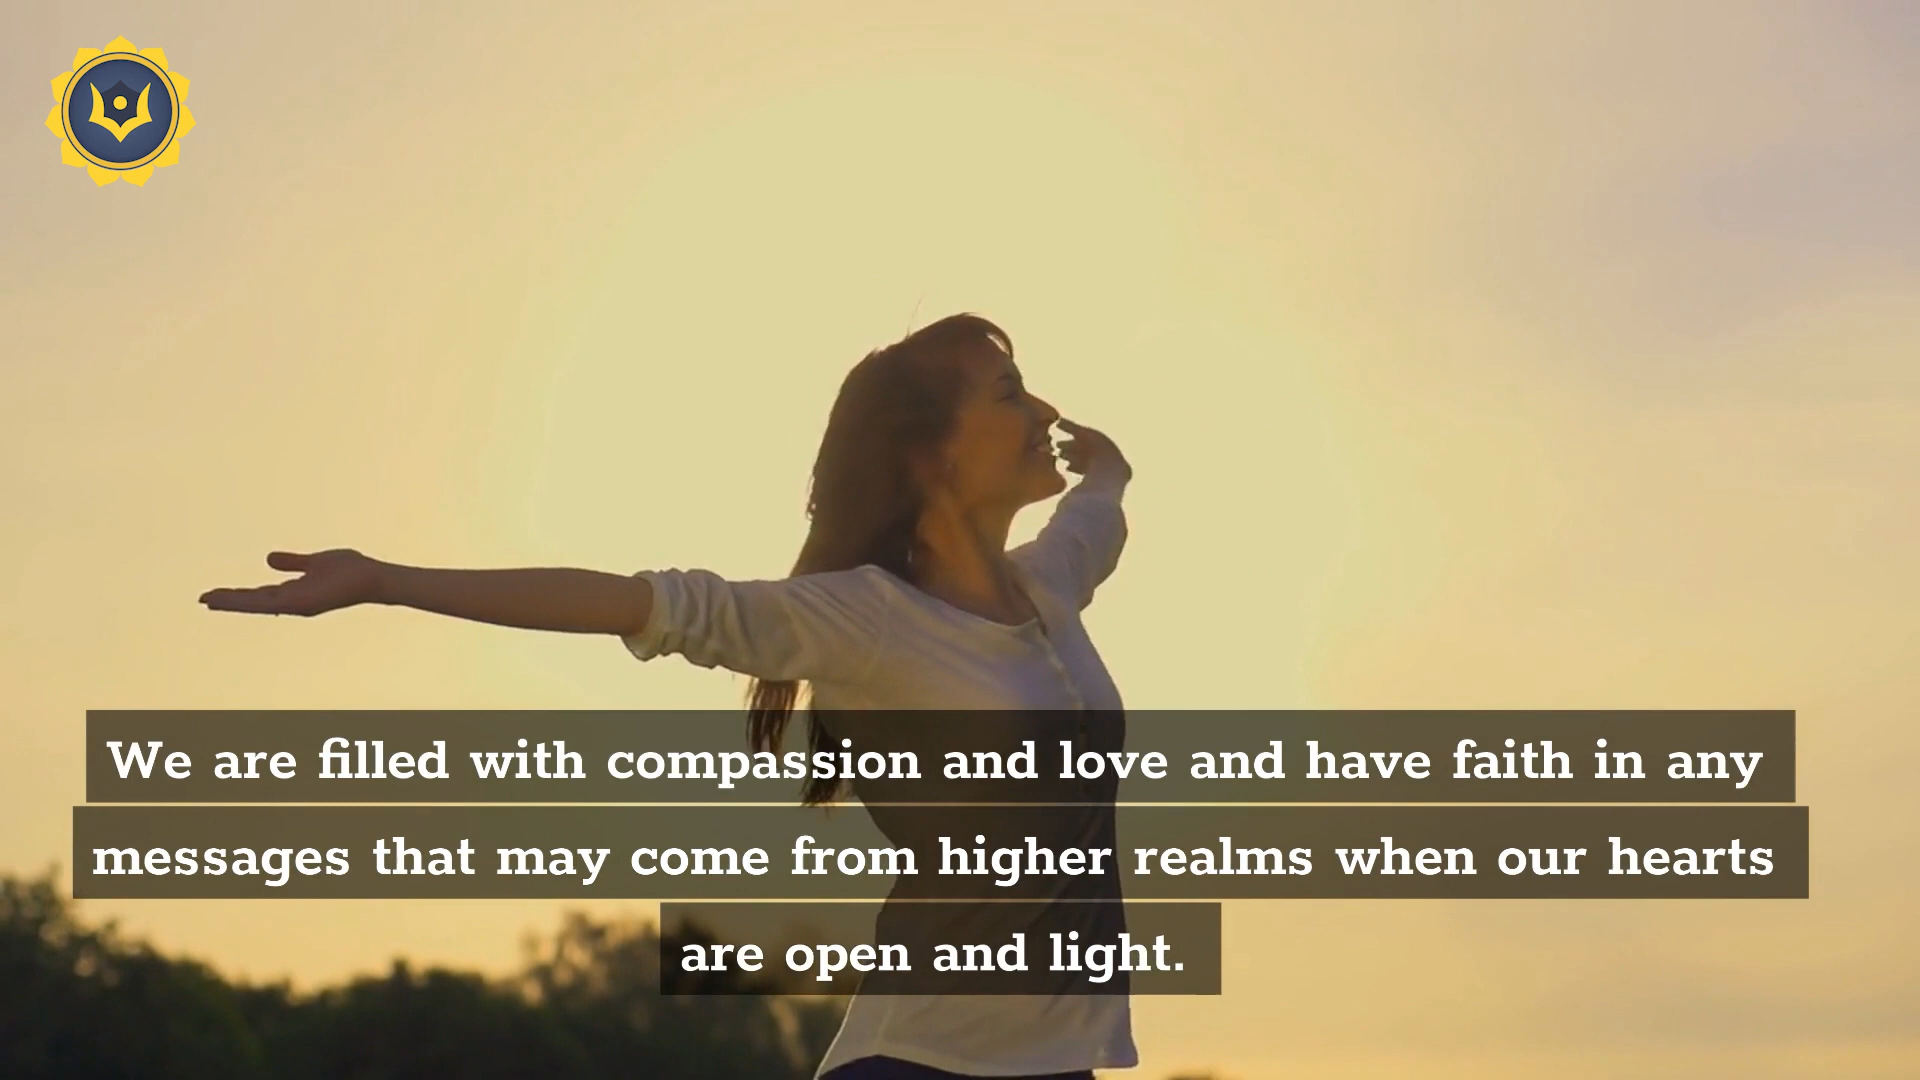 We are filled with compassion and love and have faith in any
messages that may come from higher realms when our hearts
are open and light.